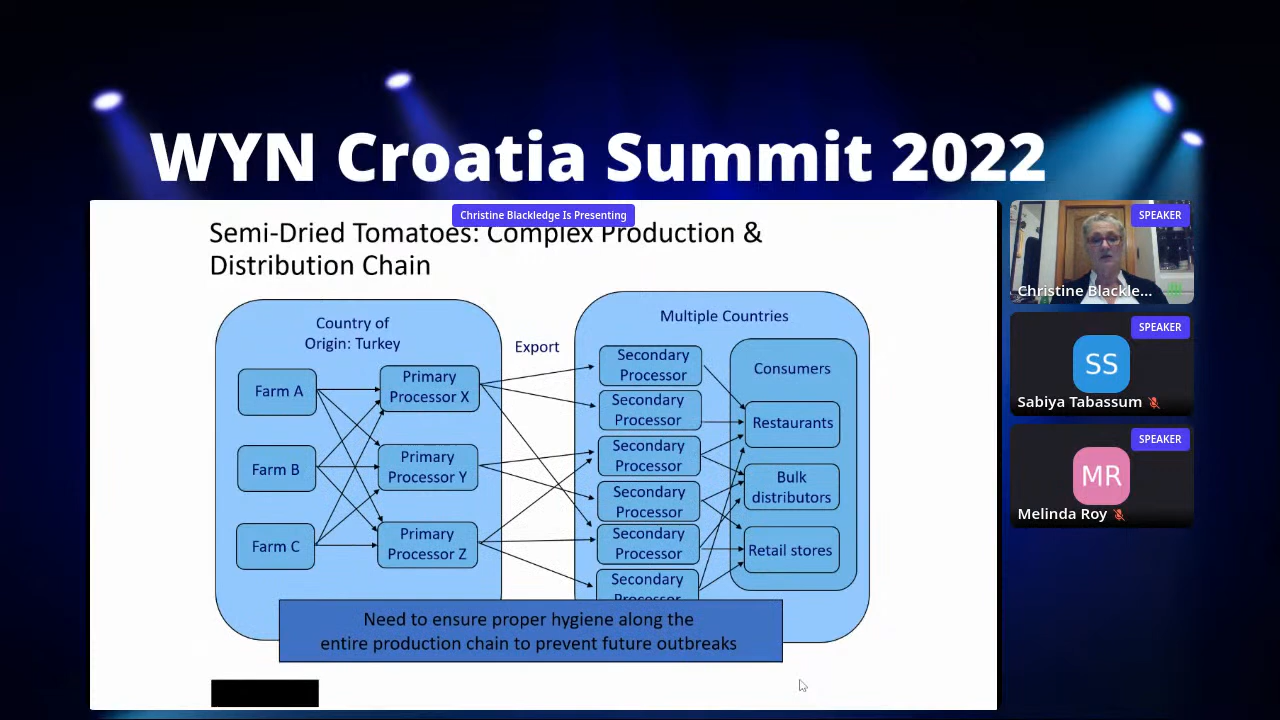 WYN Croatia Summit 2022
Christine Blackledge Is Presenting
Semi-Dried Tomatoes: Complex Production &
Distribution Chain
Country of
Origin: Turkey
Farm A
Farm B
Farm C
Primary
Processor X
Primary
Processor Y
Primary
Processor Z
Export
Multiple Countries
Secondary
Processor
Secondary
Processor
Secondary
Processor
Secondary
Processor
Secondary
Processor
Secondary
Processor
Consumers
Restaurants
Bulk
distributors
Retail stores
Need to ensure proper hygiene along the
entire production chain to prevent future outbreaks
SPEAKER
Christine Blackle...
SPEAKER
SS
Sabiya Tabassum
SPEAKER
MR
Melinda Roy